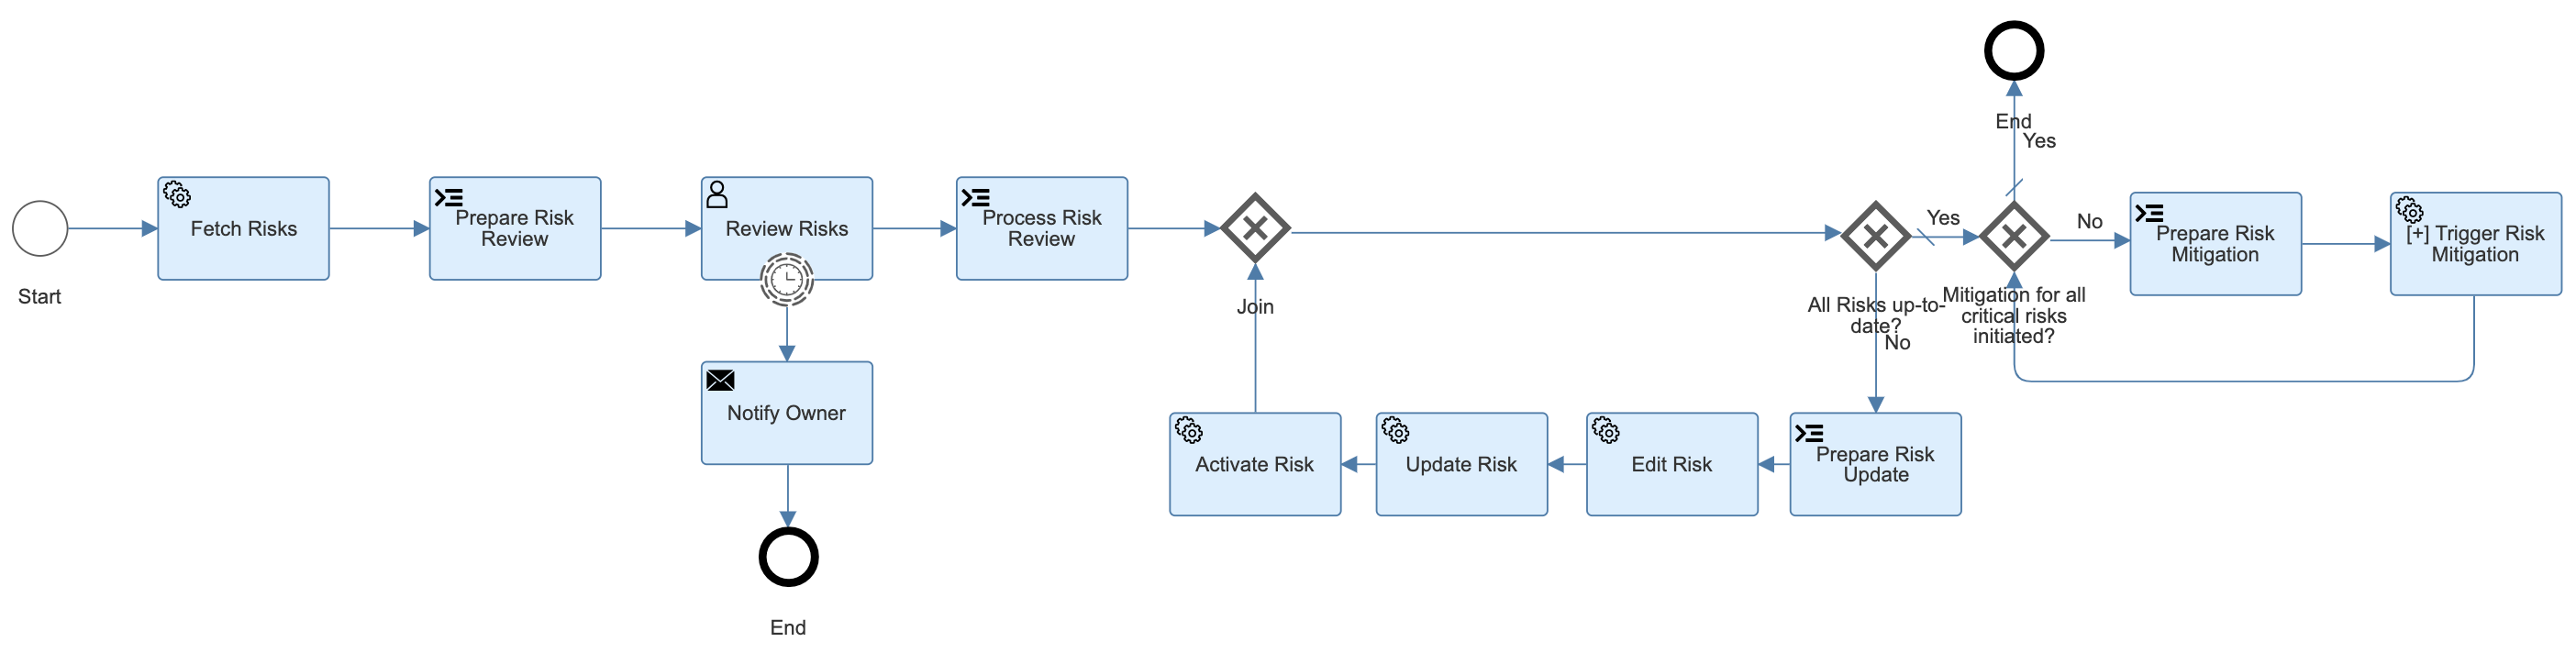 End
Yes
Fetch Risks
Prepare Risk
Review
Review Risks
Process Risk
Review
Yes
No
Prepare Risk
Mitigation
[+] Trigger Risk
Mitigation
Start
Join
All Risks up-to-
date?
No
Mitigation for all
critical risks
initiated?
Notify Owner
Activate Risk
Update Risk
Edit Risk
Prepare Risk
Update
End